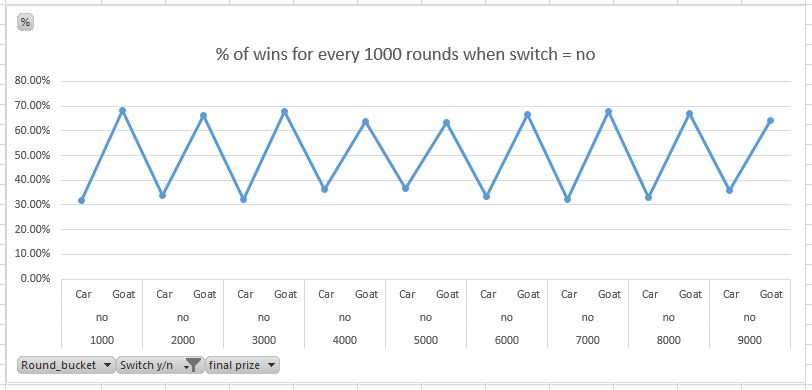 %
% of wins for every 1000 rounds when switch = no
80.00%
70.00%
60.00%
50.00%
40.00%
30.00%
20.00%
10.00%
0.00%
Car Goat Car Goat Car Goat Car Goat Car Goat Car Goat Car Goat Car Goat Car Goat
no no no no no no no no no
1000 2000 3000 4000 5000 6000 7000 8000 9000
Round_bucket Switch y/n final prize